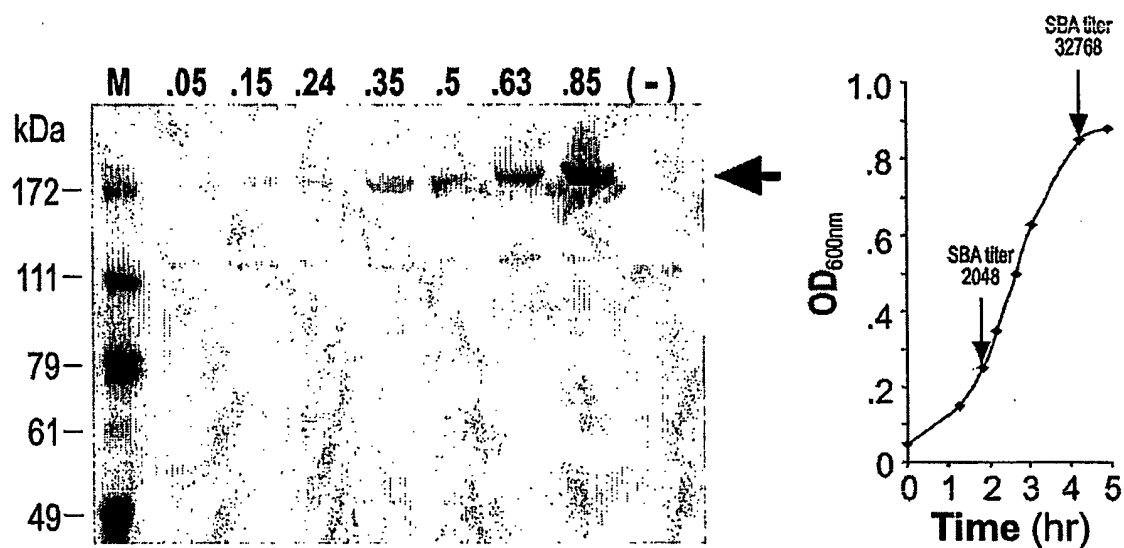 M .05 .15 .24 .35 .5 .63 .85 (-)
kDa
172
111
79
61
49
SBA titer
32768
SBA titer
2048
1.0
.8
.6
.4
.2
0
OD600nm
0 1 2 3 4 5
Time (hr)